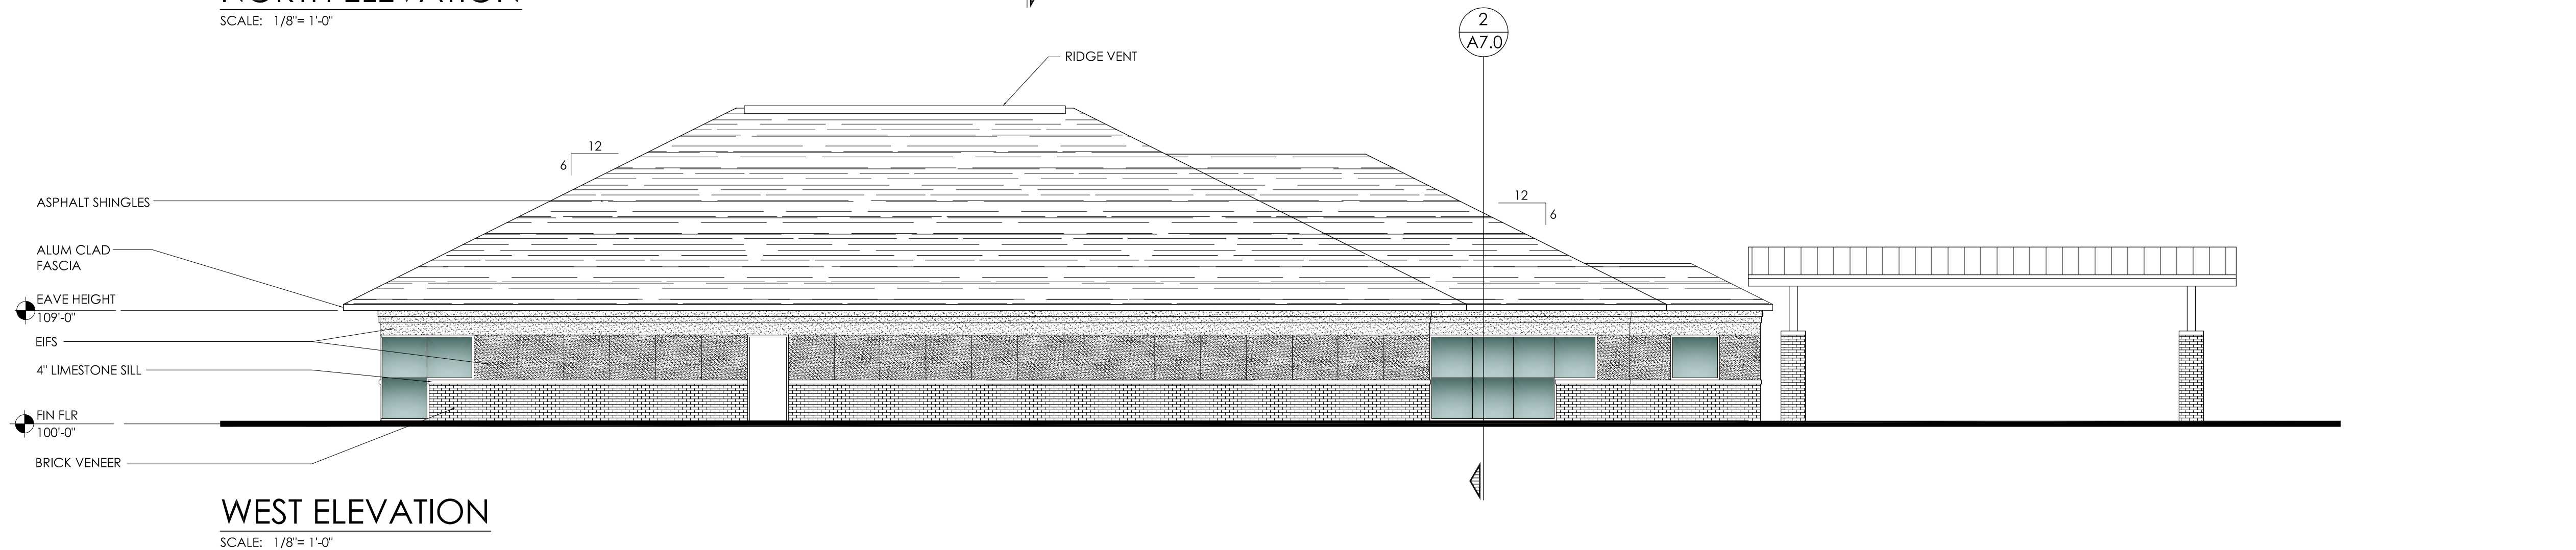 NORTH ELEVATION
SCALE: 1/8"= 1'-0"
2
A7.0
RIDGE VENT
12
6
12
6
ASPHALT SHINGLES
ALUM CLAD
FASCIA
EAVE HEIGHT
109'-0"
EIFS
4" LIMESTONE SILL
FIN FLR
100'-0"
BRICK VENEER
WEST ELEVATION
SCALE: 1/8"= 1'-0"